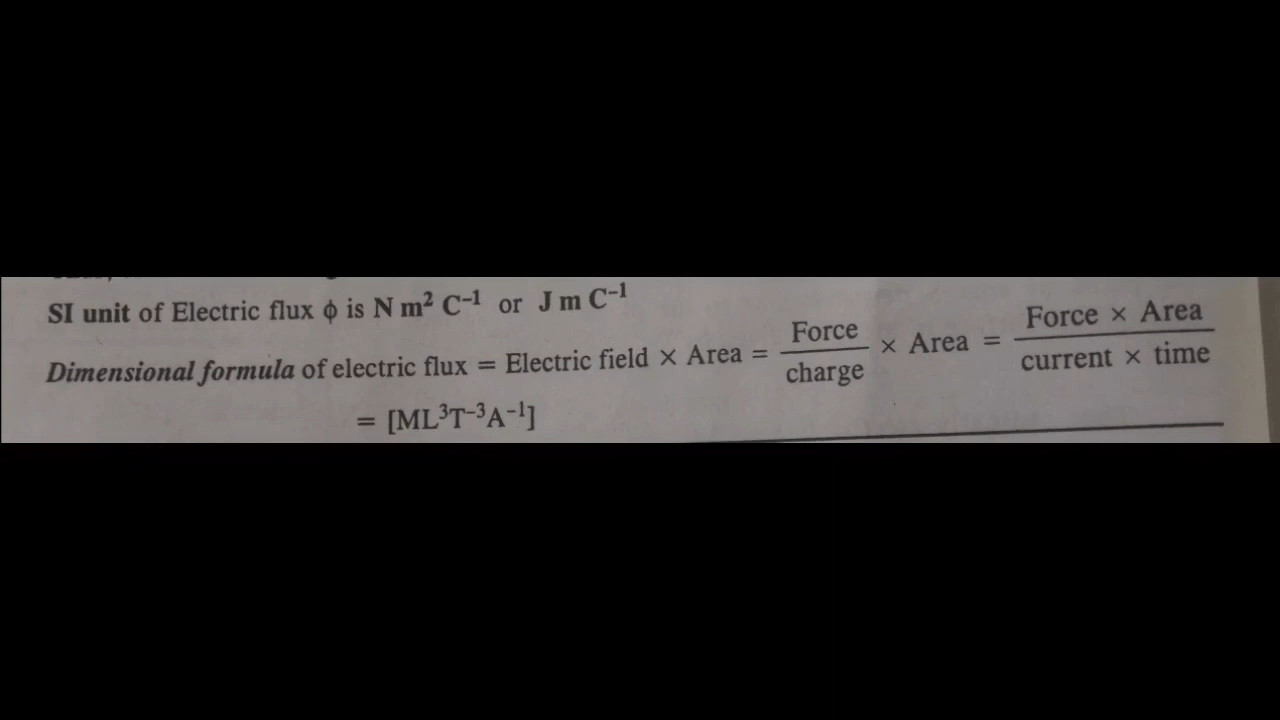 SI unit of Electric flux ϕ is N m² C⁻¹ or J m C⁻¹
Dimensional formula of electric flux = Electric field × Area = Force/charge × Area = Force × Area/current × time
= [ML³T⁻³A⁻¹]